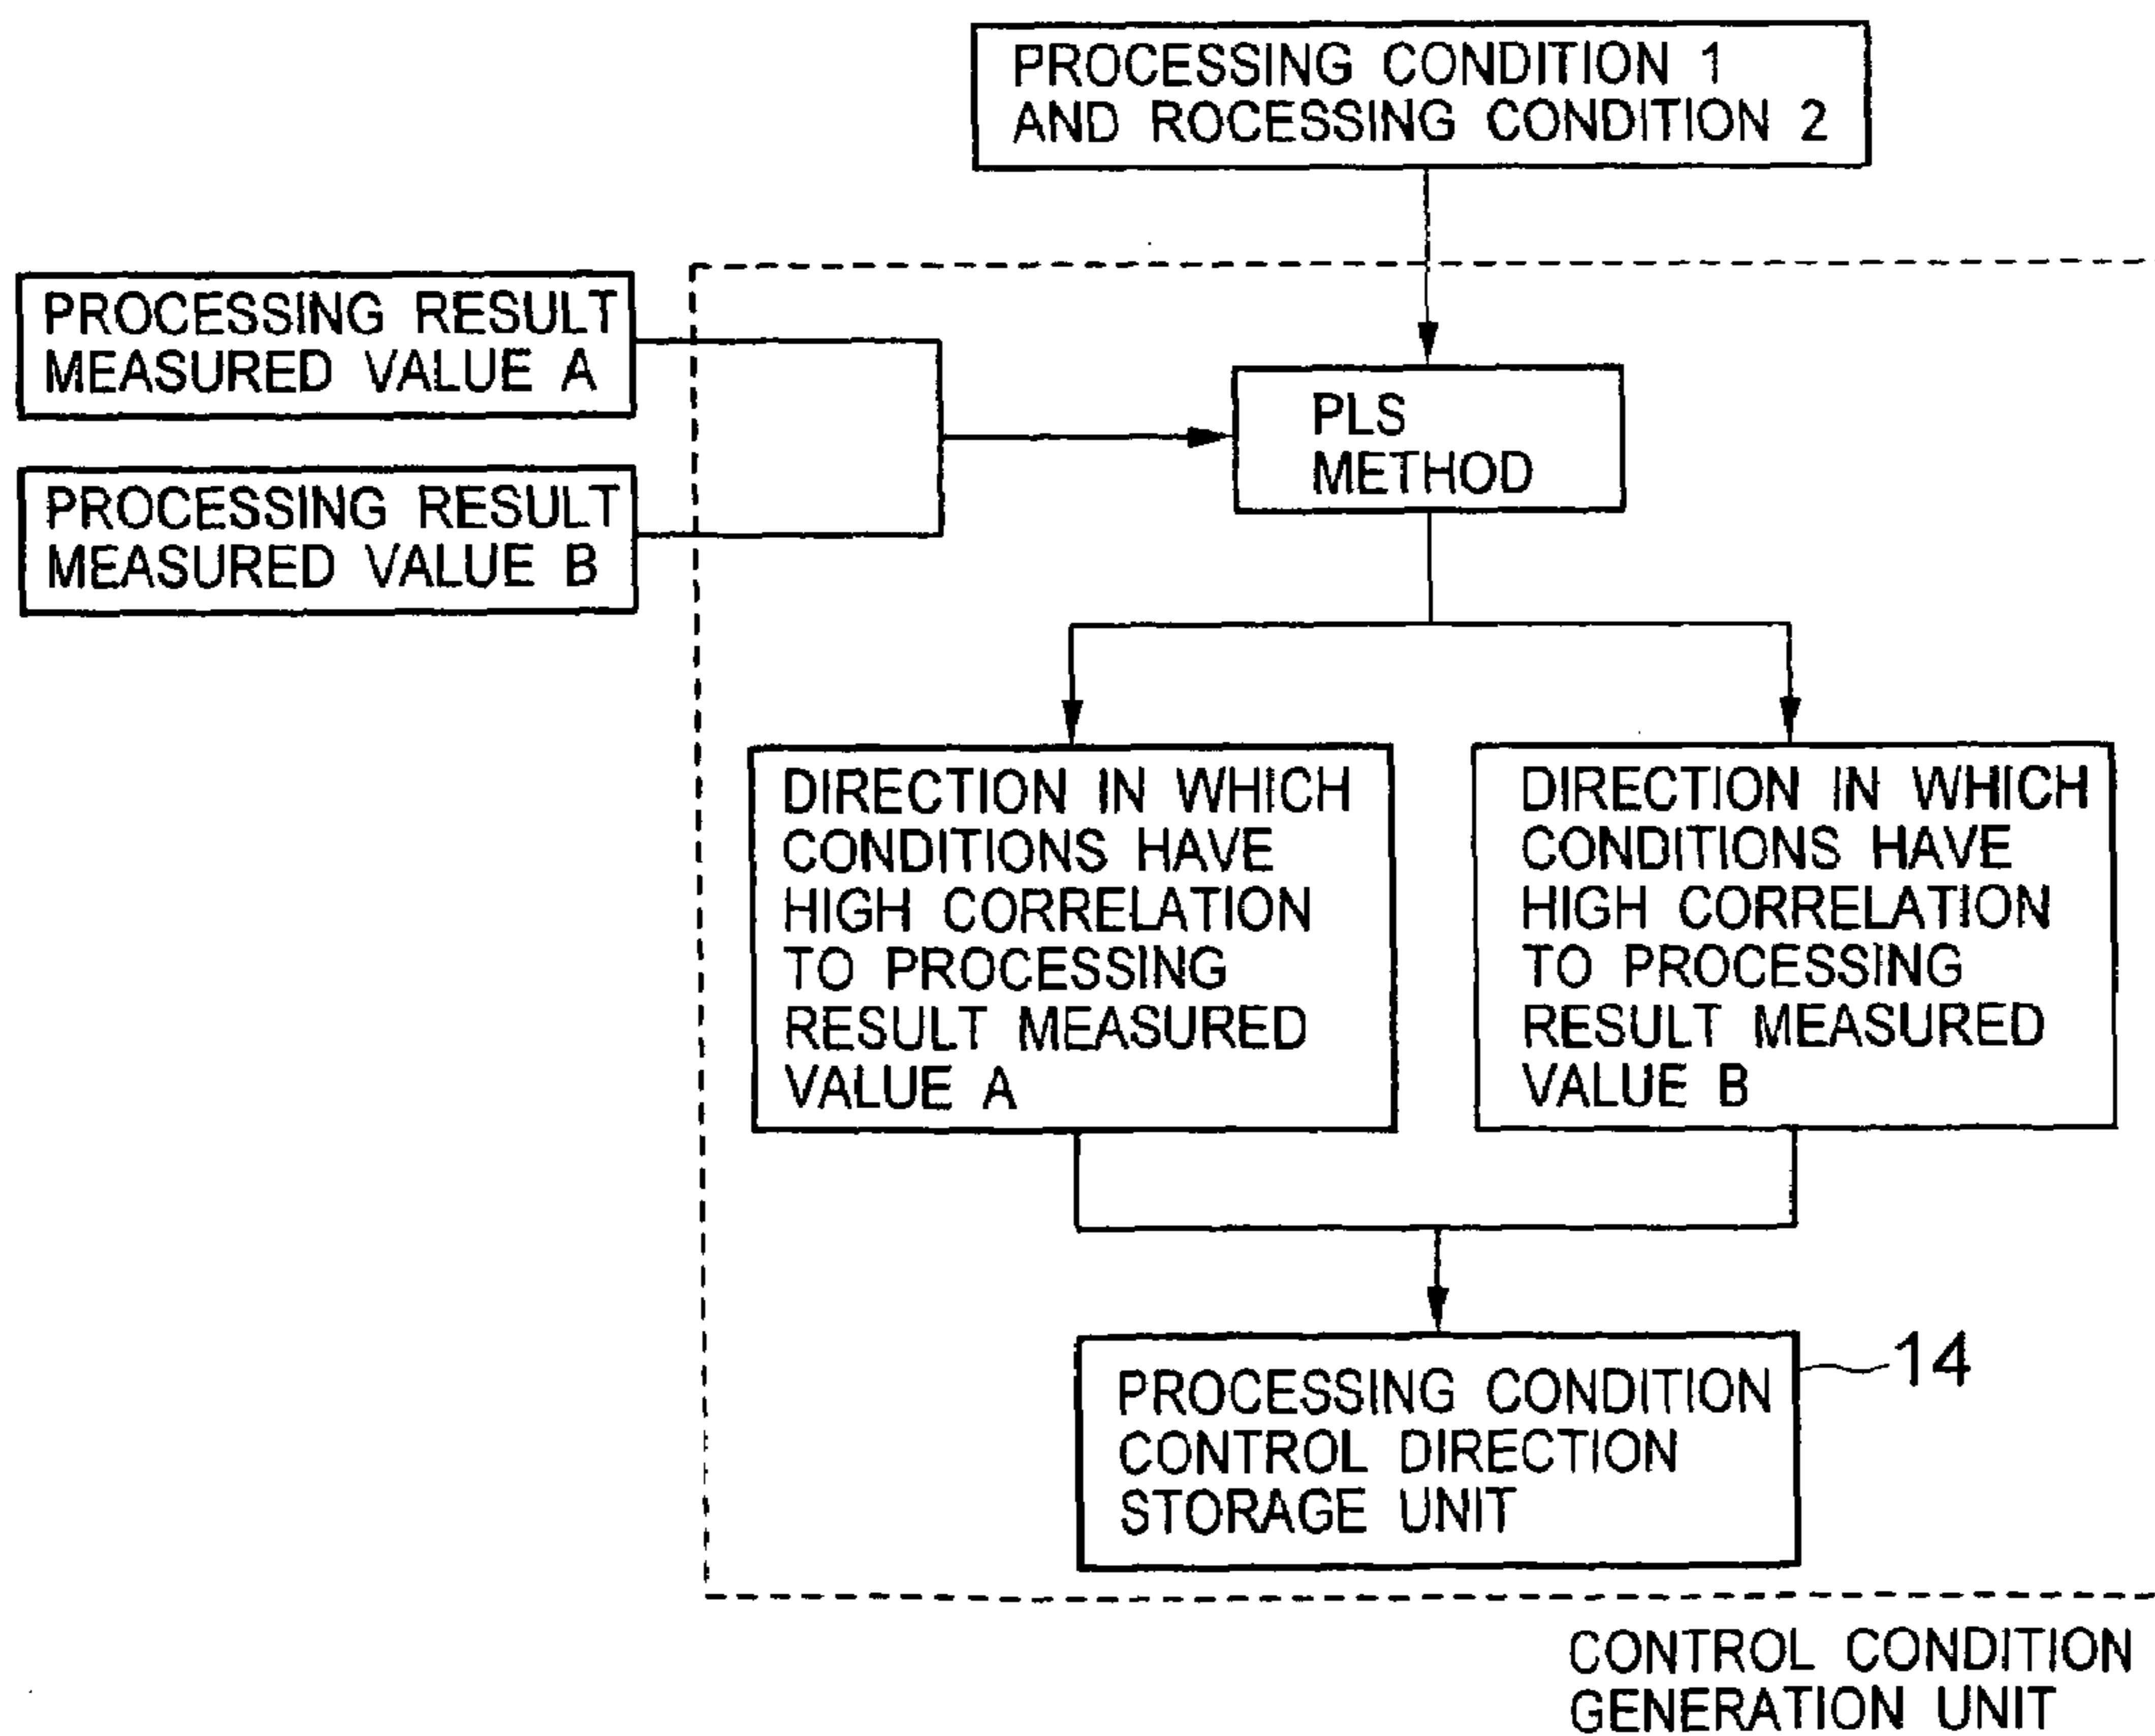 PROCESSING CONDITION 1
AND ROCESSING CONDITION 2
PROCESSING RESULT
MEASURED VALUE A
PROCESSING RESULT
MEASURED VALUE B
PLS
METHOD
DIRECTION IN WHICH
CONDITIONS HAVE
HIGH CORRELATION
TO PROCESSING
RESULT MEASURED
VALUE A
DIRECTION IN WHICH
CONDITIONS HAVE
HIGH CORRELATION
TO PROCESSING
RESULT MEASURED
VALUE B
PROCESSING CONDITION
CONTROL DIRECTION
STORAGE UNIT
14
CONTROL CONDITION
GENERATION UNIT